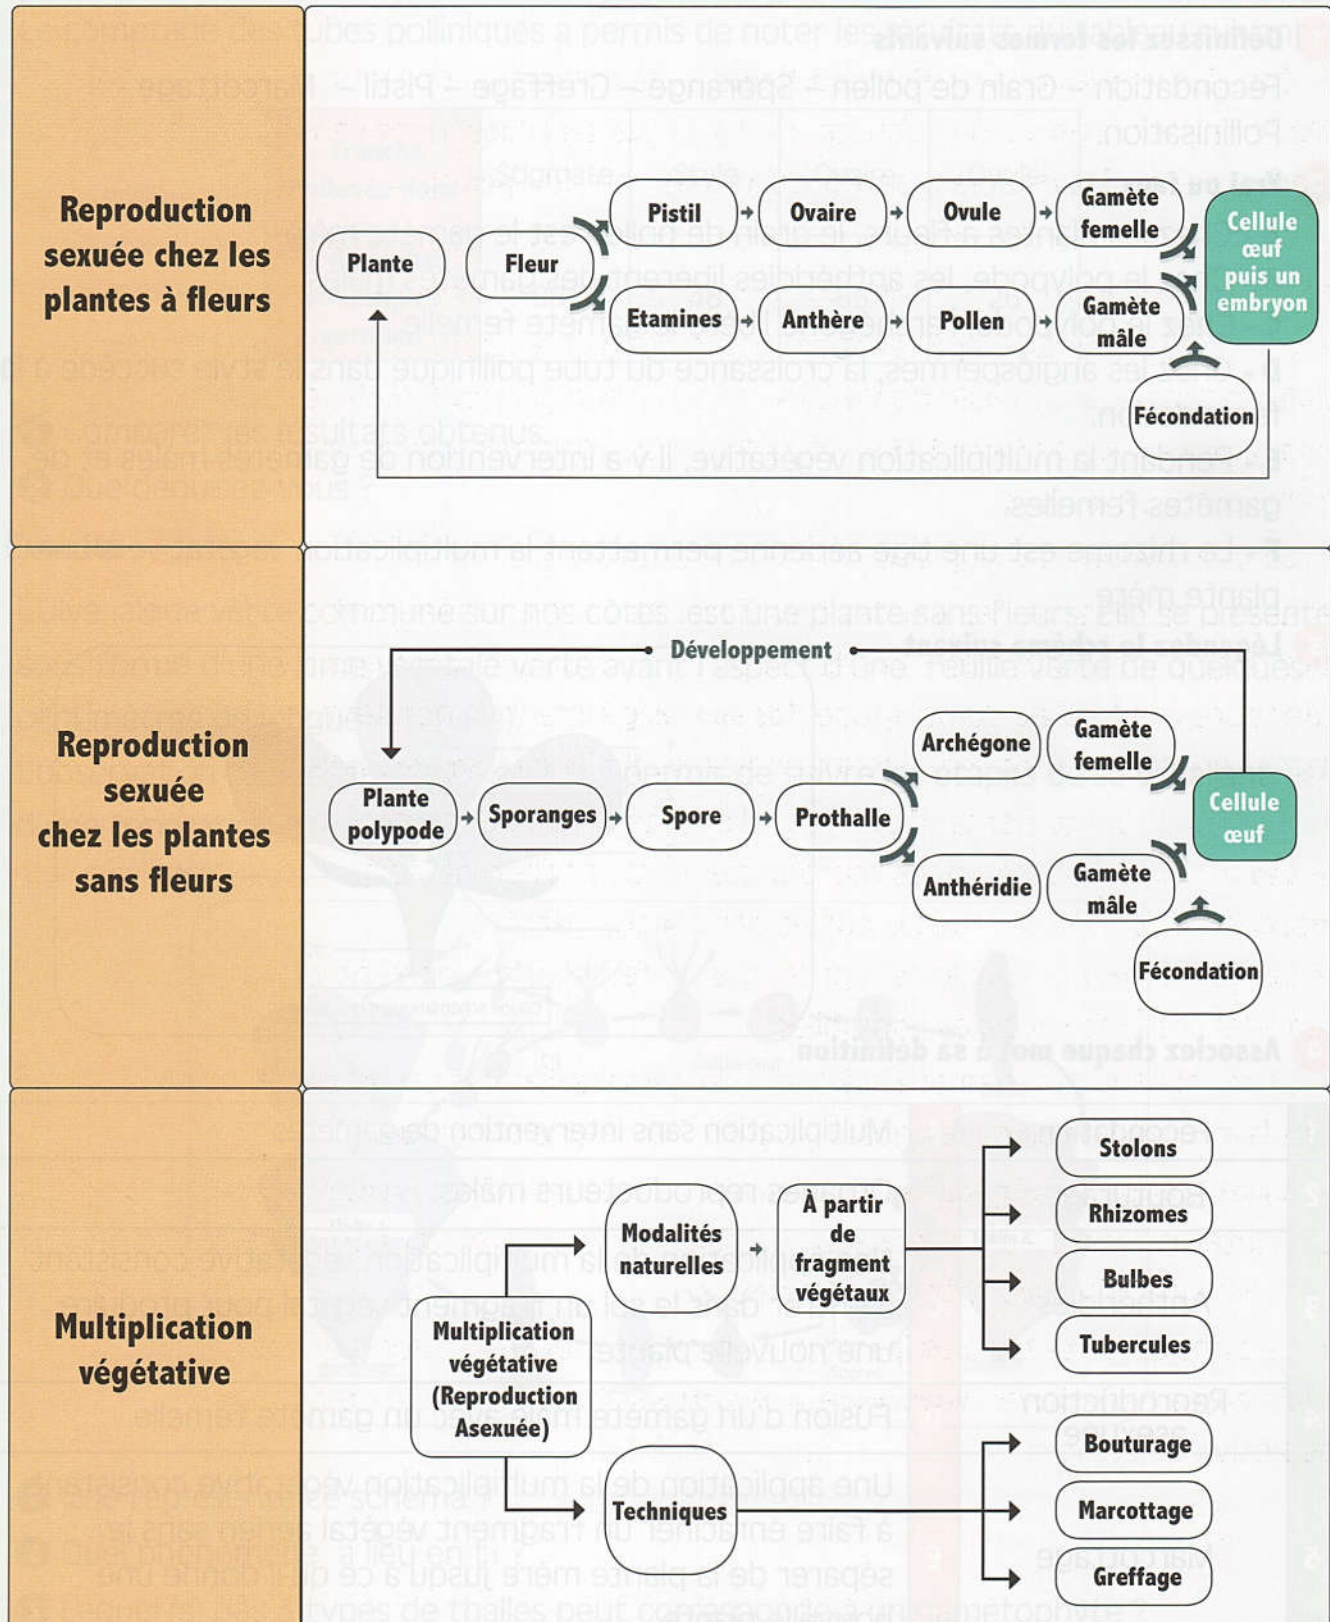 Reproduction
sexuée chez les
plantes à fleurs
Plante
Fleur
Pistil
Ovaire
Ovule
Gamète
femelle
Etamines
Anthère
Pollen
Gamète
mâle
Cellule
œuf
puis un
embryon
Fécondation
Reproduction
sexuée
chez les plantes
sans fleurs
Développement
Plante
polypode
Sporanges
Spore
Prothalle
Archégone
Gamète
femelle
Anthéridie
Gamète
mâle
Cellule
œuf
Fécondation
Multiplication
végétative
Multiplication
végétative
(Reproduction
Asexuée)
Modalités
naturelles
À partir
de
fragment
végétaux
Stolons
Rhizomes
Bulbes
Tubercules
Techniques
Bouturage
Marcottage
Greffage